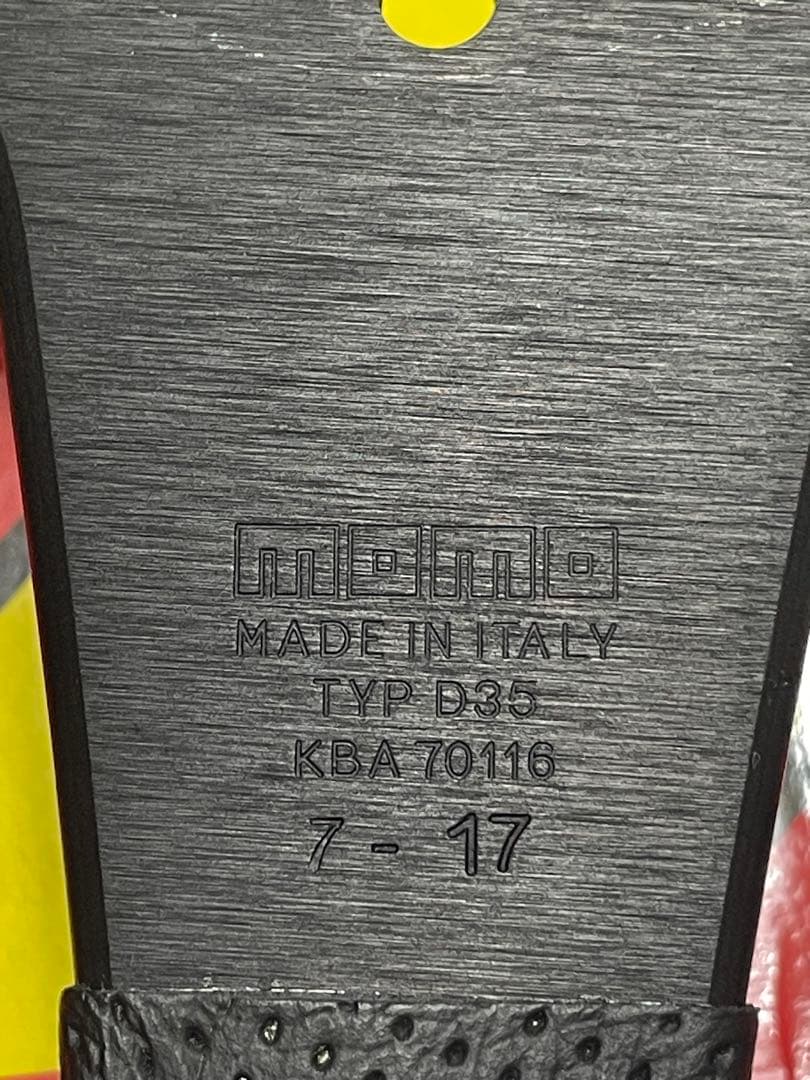 momo
MADE IN ITALY
TYP D35
KBA 70116
7 - 17